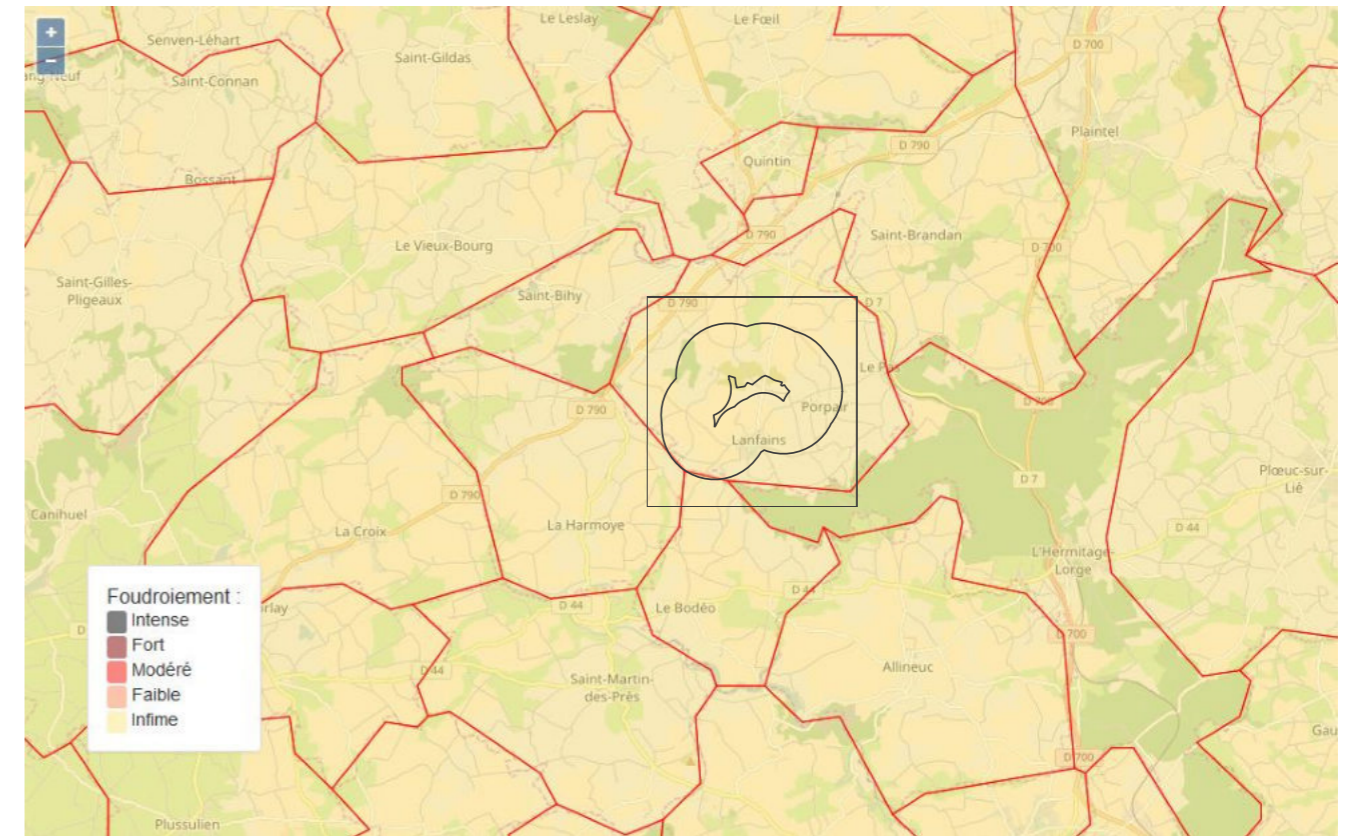 +
−
Le Leslay
Le Fœil
Senven-Léhart
D 700
Saint-Gildas
Saint-Connan
Plaintel
D 790
Quintin
Bossant
D 790
Saint-Brandan
Le Vieux-Bourg
D 700
Saint-Gilles-
Pligeaux
Saint-Bihy
D 790
D 7
Le Pas
D 790
Porpair
D 700
Lanfains
Plœuc-sur-
Lié
D 7
D 790
Canihuel
La Croix
La Harmoye
D 44
L'Hermitage-
Lorge
D 44
Le Bodéo
D 44
D 700
Foudroiement :
Intense
Fort
Modéré
Faible
Infime
D 44
Allineuc
Saint-Martin-
des-Prés
D 700
Plussulien